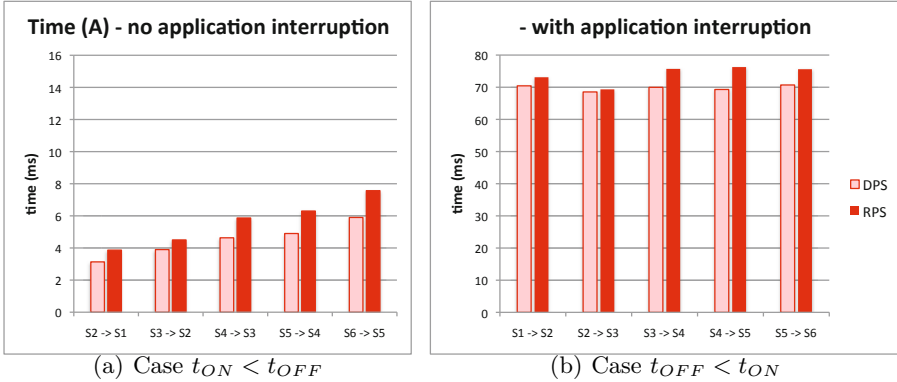 Time (A) - no application interruption
16
14
12
10
8
6
4
2
0
time (ms)
S2 -> S1 S3 -> S2 S4 -> S3 S5 -> S4 S6 -> S5
(a) Case tON < tOFF
- with application interruption
80
70
60
50
40
30
20
10
0
time (ms)
S1 -> S2 S2 -> S3 S3 -> S4 S4 -> S5 S5 -> S6
DPS
RPS
(b) Case tOFF < tON